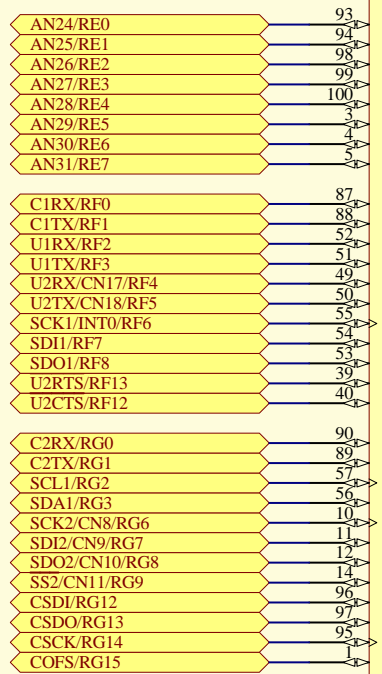 AN24/RE0 93
AN25/RE1 94
AN26/RE2 98
AN27/RE3 99
AN28/RE4 100
AN29/RE5 3
AN30/RE6 4
AN31/RE7 5
C1RX/RF0 87
C1TX/RF1 88
U1RX/RF2 52
U1TX/RF3 51
U2RX/CN17/RF4 49
U2TX/CN18/RF5 50
SCK1/INT0/RF6 55
SDI1/RF7 54
SDO1/RF8 53
U2RTS/RF13 39
U2CTS/RF12 40
C2RX/RG0 90
C2TX/RG1 89
SCL1/RG2 57
SDA1/RG3 56
SCK2/CN8/RG6 10
SDI2/CN9/RG7 11
SDO2/CN10/RG8 12
SS2/CN11/RG9 14
CSDI/RG12 96
CSDO/RG13 97
CSCK/RG14 95
COFS/RG15 1